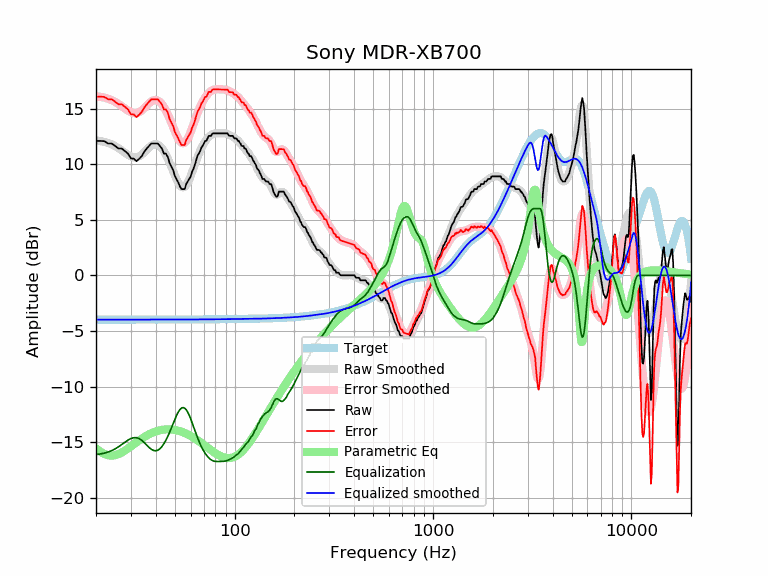 Sony MDR-XB700
Amplitude (dBr)
15
10
5
0
−5
−10
−15
−20
Target
Raw Smoothed
Error Smoothed
Raw
Error
Parametric Eq
Equalization
Equalized smoothed
100
1000
10000
Frequency (Hz)